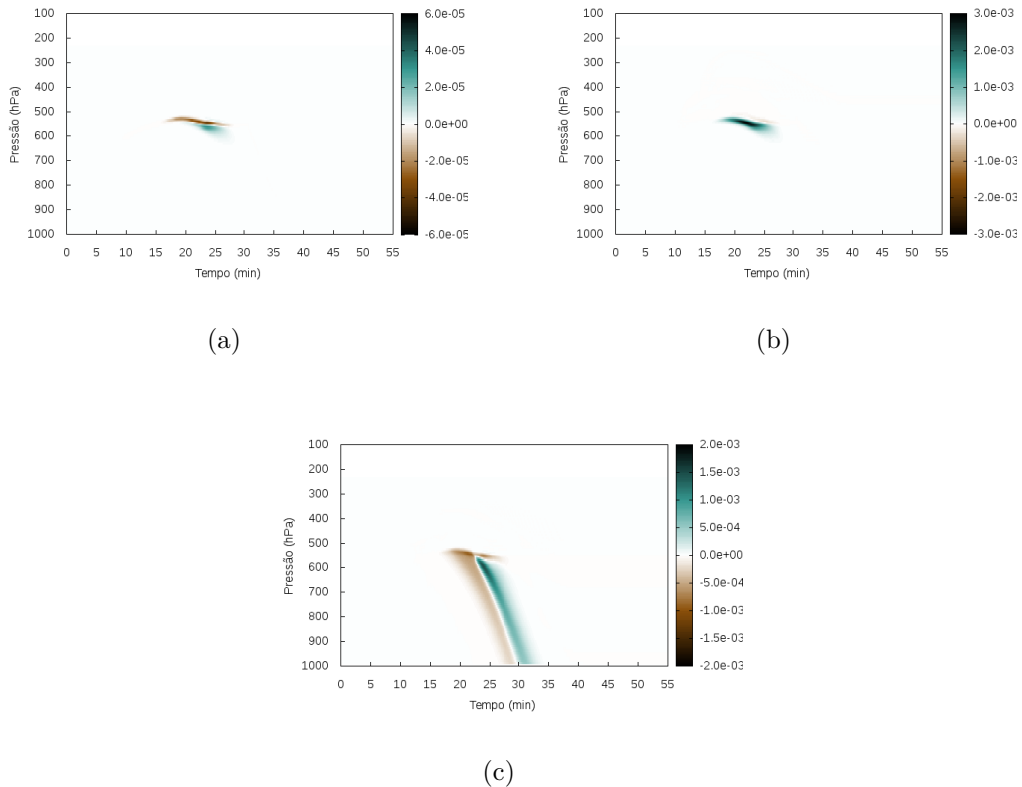 100
200
300
400
500
600
700
800
900
1000
Pressão (hPa)
0 5 10 15 20 25 30 35 40 45 50 55
Tempo (min)
6.0e-05
4.0e-05
2.0e-05
0.0e+00
-2.0e-05
-4.0e-05
-6.0e-05
(a)
100
200
300
400
500
600
700
800
900
1000
Pressão (hPa)
0 5 10 15 20 25 30 35 40 45 50 55
Tempo (min)
3.0e-03
2.0e-03
1.0e-03
0.0e+00
-1.0e-03
-2.0e-03
-3.0e-03
(b)
100
200
300
400
500
600
700
800
900
1000
Pressão (hPa)
0 5 10 15 20 25 30 35 40 45 50 55
Tempo (min)
2.0e-03
1.5e-03
1.0e-03
5.0e-04
0.0e+00
-5.0e-04
-1.0e-03
-1.5e-03
-2.0e-03
(c)